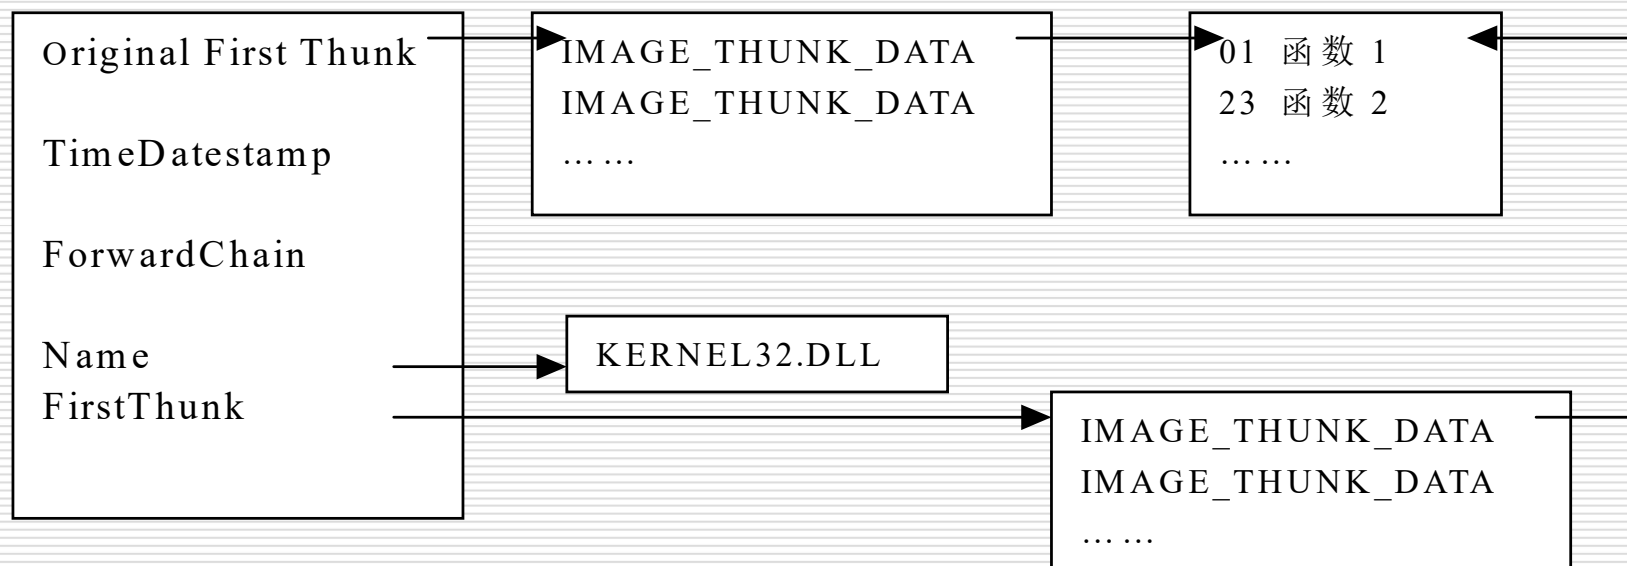 Original First Thunk
TimeDatestamp
ForwardChain
Name
FirstThunk
IMAGE_THUNK_DATA
IMAGE_THUNK_DATA
……
01 函数 1
23 函数 2
……
KERNEL32.DLL
IMAGE_THUNK_DATA
IMAGE_THUNK_DATA
……